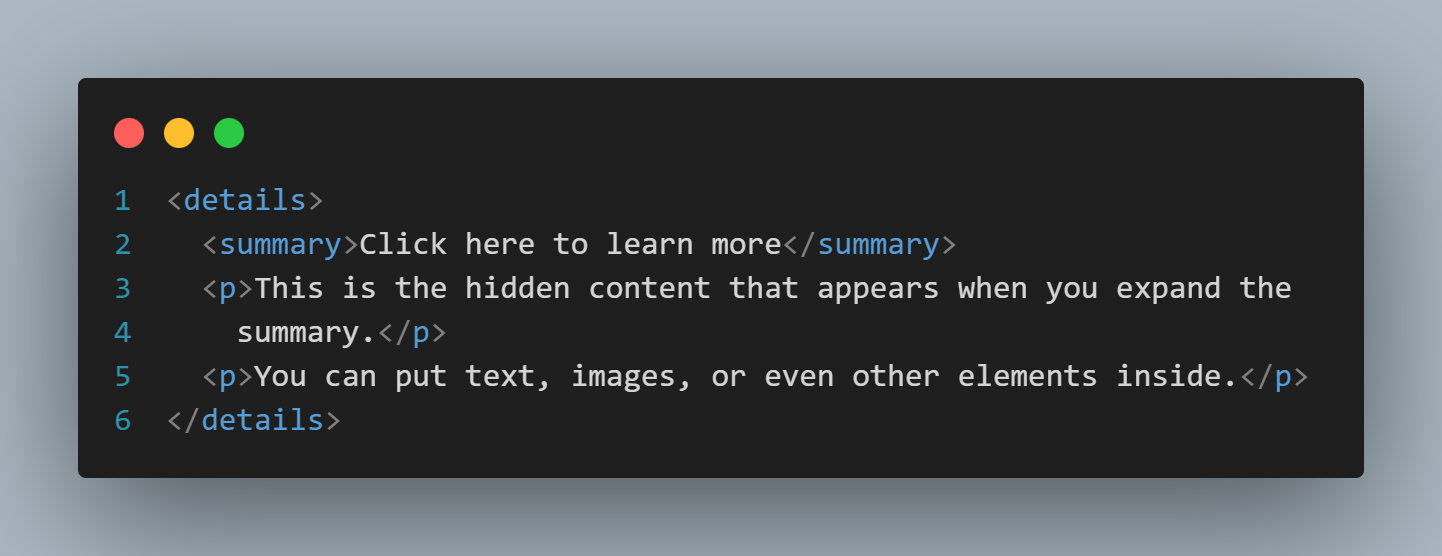 1 <details>
2   <summary>Click here to learn more</summary>
3   <p>This is the hidden content that appears when you expand the
4     summary.</p>
5   <p>You can put text, images, or even other elements inside.</p>
6 </details>